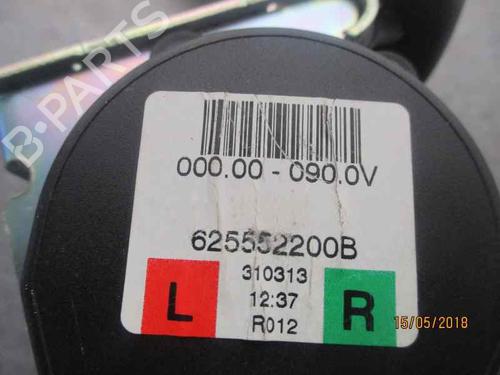 B-PARTS
000.00 - 090.0V
625552200B
310313
L 12:37 R
R012
15/05/2018